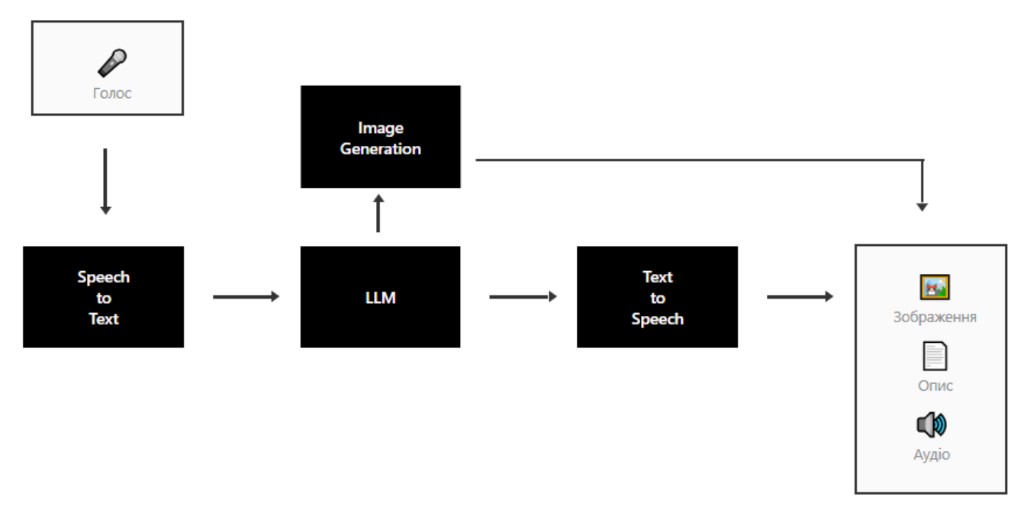 Голос
Image
Generation
Speech
to
Text
LLM
Text
to
Speech
Зображення
Опис
Аудіо